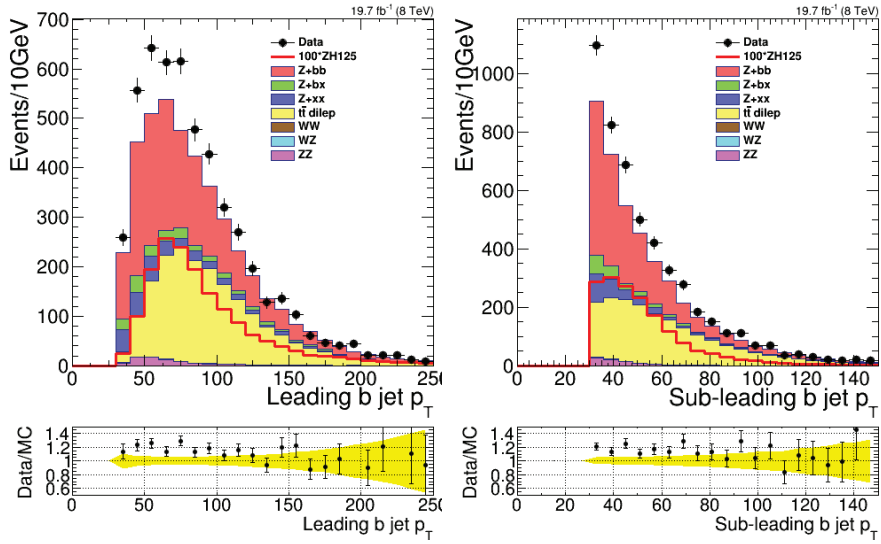 19.7 fb⁻¹ (8 TeV)
Events/10GeV
700
600
500
400
300
200
100
0
Data
100*ZH125
Z+bb
Z+bx
Z+xx
tt̄ dilep
WW
WZ
ZZ
0 50 100 150 200 250
Leading b jet p_T
Data/MC
1.4
1.2
1
0.8
0.6
0 50 100 150 200 250
Leading b jet p_T
19.7 fb⁻¹ (8 TeV)
Events/10GeV
1000
800
600
400
200
0
Data
100*ZH125
Z+bb
Z+bx
Z+xx
tt̄ dilep
WW
WZ
ZZ
0 20 40 60 80 100 120 140
Sub-leading b jet p_T
Data/MC
1.4
1.2
1
0.8
0.6
0 20 40 60 80 100 120 140
Sub-leading b jet p_T